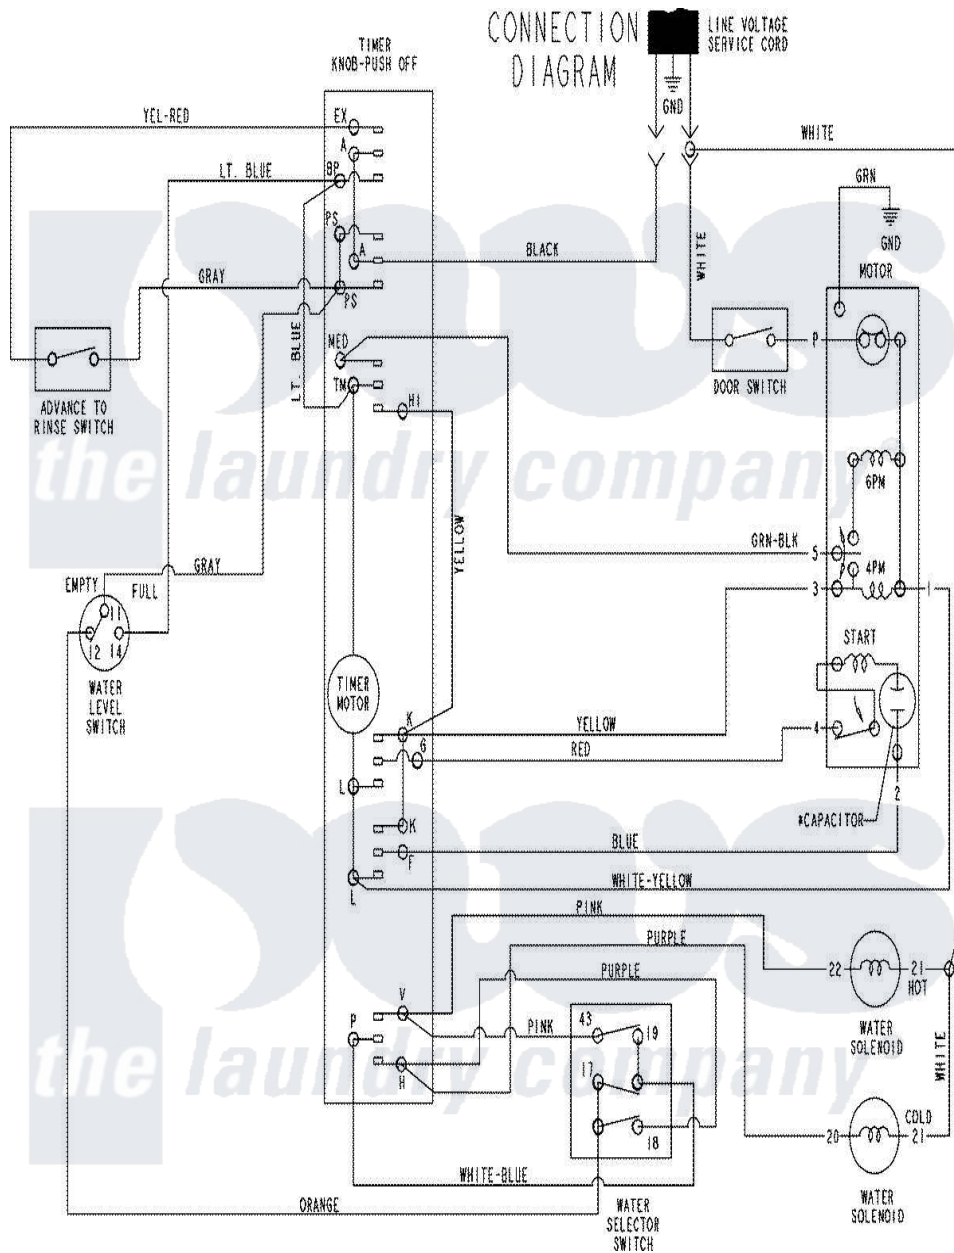 CONNECTION
DIAGRAM
LINE VOLTAGE
SERVICE CORD
TIMER
KNOB-PUSH OFF
GND
YEL-RED
EX
A
WHITE
LT. BLUE
BP
GRN
PS
GND
A
BLACK
WHITE
MOTOR
GRAY
PS
LT. BLUE
MED
P
TM
DOOR SWITCH
HI
ADVANCE TO
RINSE SWITCH
the laundry company®
6PM
YELLOW
GRN-BLK
5
GRAY
4PM
EMPTY
FULL
3
1
11
12
14
START
WATER
LEVEL
SWITCH
TIMER
MOTOR
K
YELLOW
G
RED
4
L
2
K
*CAPACITOR
BLUE
F
WHITE-YELLOW
L
PINK
PURPLE
PURPLE
22
21
HOT
V
43
PINK
19
P
WATER
SOLENOID
WHITE
the laundry company®
17
H
COLD
20
21
18
WHITE-BLUE
ORANGE
WATER
SELECTOR
SWITCH
WATER
SOLENOID